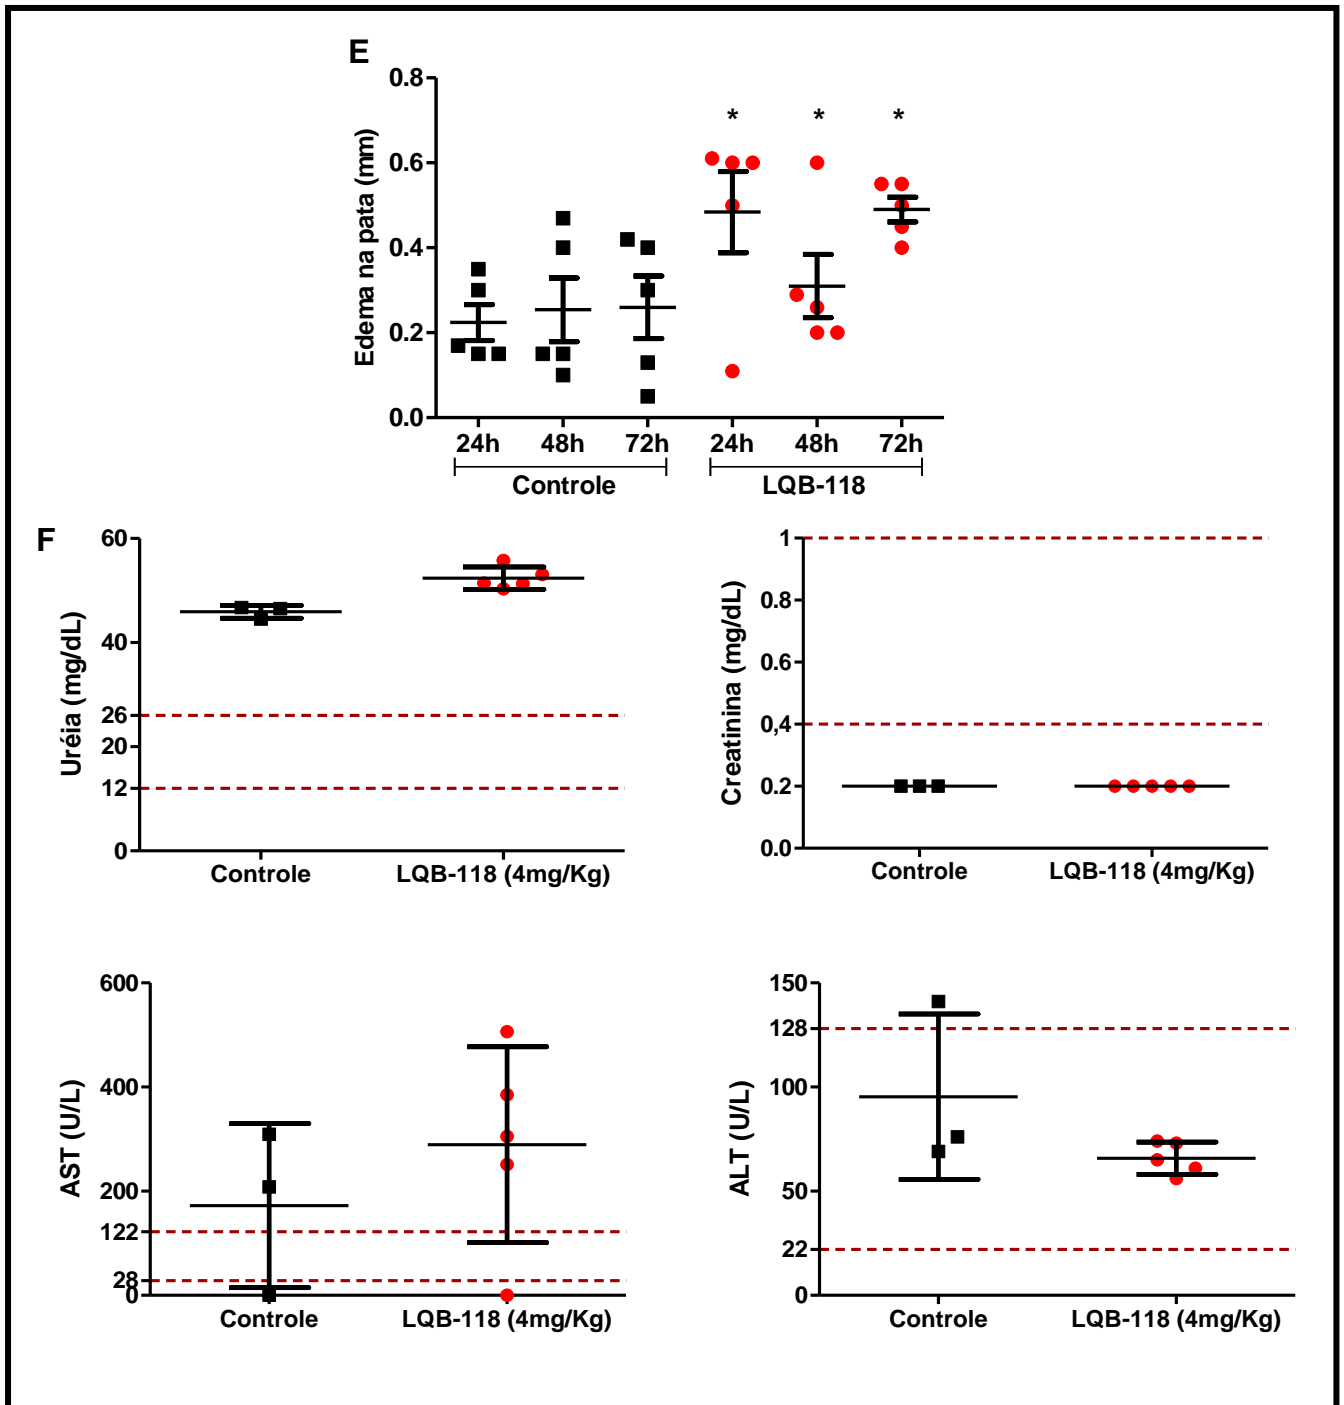 E
Edema na pata (mm)
0.8
0.6
0.4
0.2
0.0
* * *
24h 48h 72h 24h 48h 72h
Controle LQB-118
F
Uréia (mg/dL)
60
40
26
20
12
0
Controle LQB-118 (4mg/Kg)
Creatinina (mg/dL)
1
0.8
0.6
0,4
0.2
0.0
Controle LQB-118 (4mg/Kg)
AST (U/L)
600
400
200
122
28
0
Controle LQB-118 (4mg/Kg)
ALT (U/L)
150
128
100
50
22
0
Controle LQB-118 (4mg/Kg)